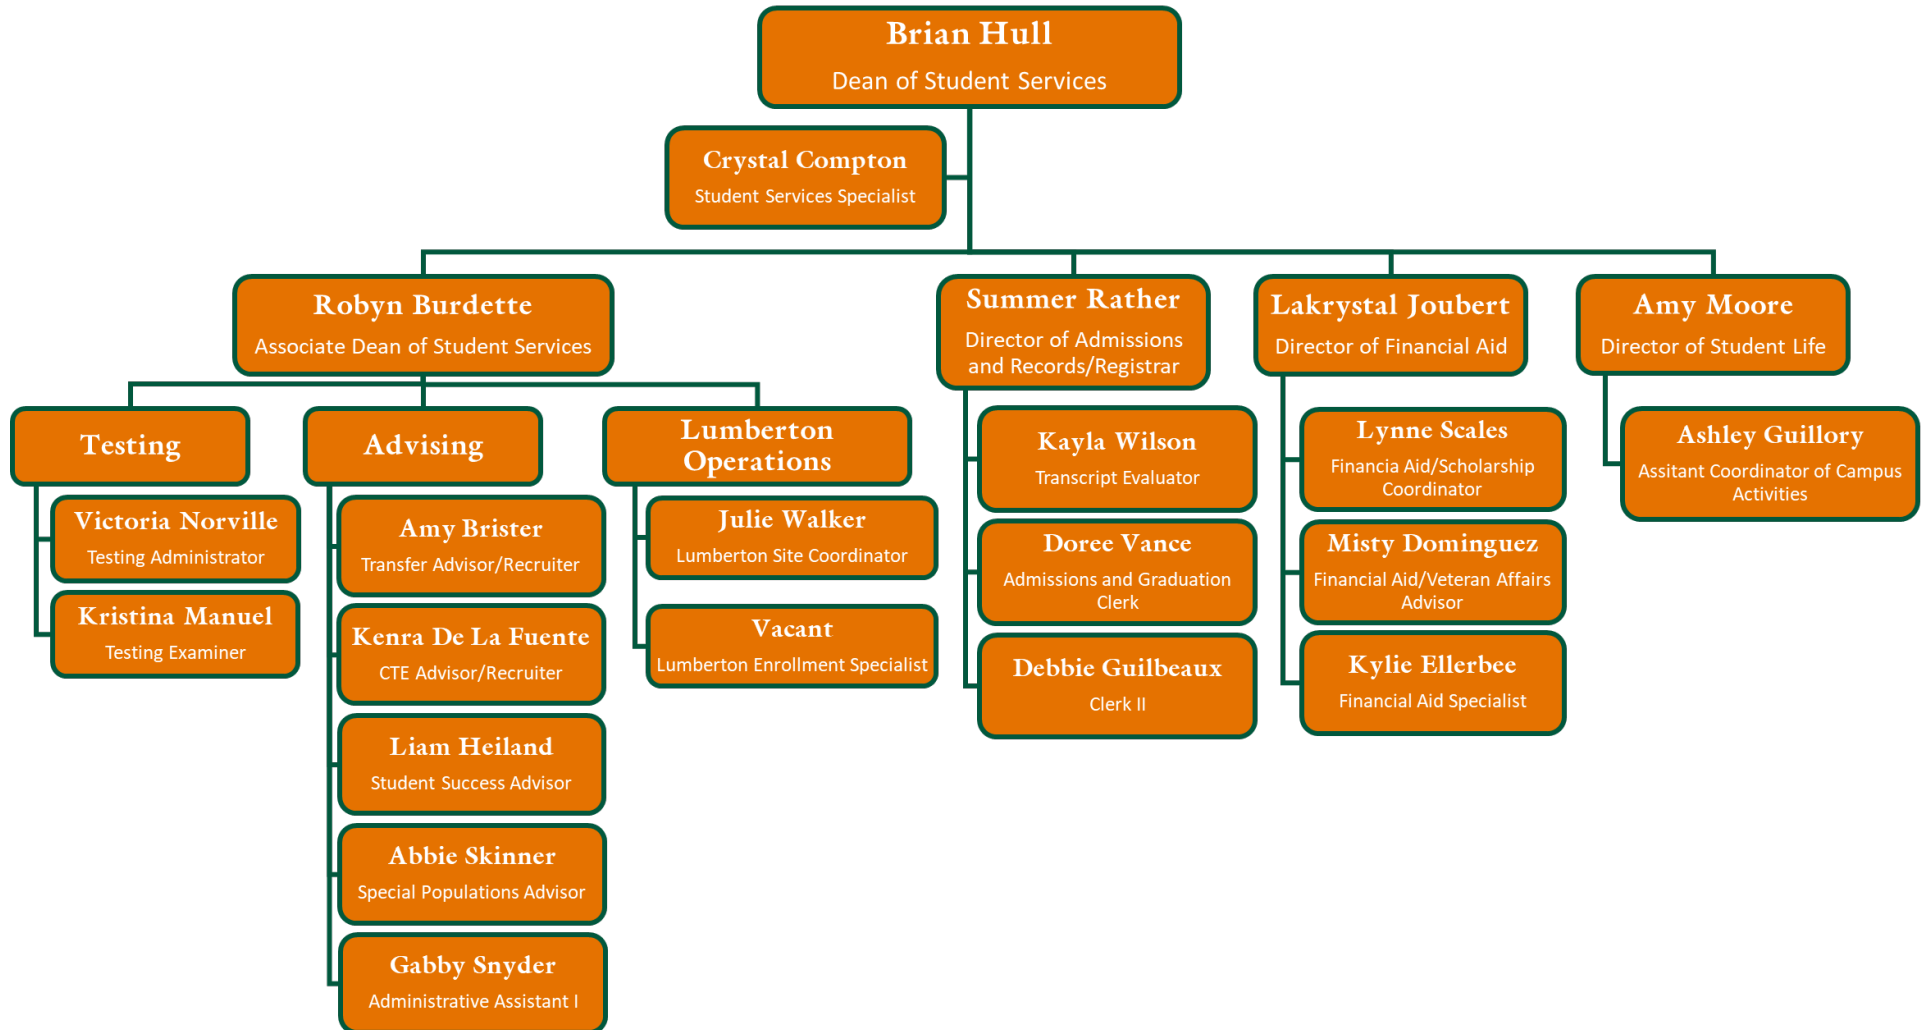 Brian Hull
Dean of Student Services
Crystal Compton
Student Services Specialist
Robyn Burdette
Associate Dean of Student Services
Summer Rather
Director of Admissions
and Records/Registrar
Lakrystal Joubert
Director of Financial Aid
Amy Moore
Director of Student Life
Testing
Victoria Norville
Testing Administrator
Kristina Manuel
Testing Examiner
Advising
Amy Brister
Transfer Advisor/Recruiter
Kenra De La Fuente
CTE Advisor/Recruiter
Liam Heiland
Student Success Advisor
Abbie Skinner
Special Populations Advisor
Gabby Snyder
Administrative Assistant I
Lumberton
Operations
Julie Walker
Lumberton Site Coordinator
Vacant
Lumberton Enrollment Specialist
Kayla Wilson
Transcript Evaluator
Doree Vance
Admissions and Graduation
Clerk
Debbie Guilbeaux
Clerk II
Lynne Scales
Financia Aid/Scholarship
Coordinator
Misty Dominguez
Financial Aid/Veteran Affairs
Advisor
Kylie Ellerbee
Financial Aid Specialist
Ashley Guillory
Assitant Coordinator of Campus
Activities